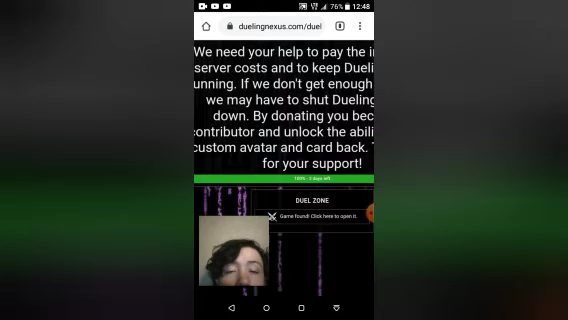 76% 12:48
duelingnexus.com/duel
We need your help to pay the i
server costs and to keep Dueli
unning. If we don't get enough
we may have to shut Dueling
down. By donating you bec
contributor and unlock the abili
custom avatar and card back. T
for your support!
100% - 3 days left
DUEL ZONE
Game found! Click here to open it.